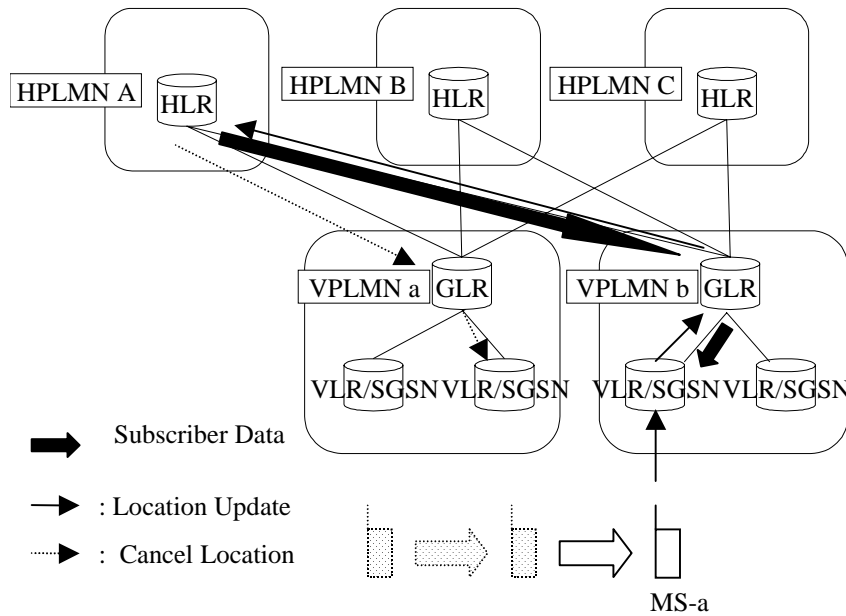 HPLMN A
HLR
HPLMN B
HLR
HPLMN C
HLR
VPLMN a
GLR
VPLMN b
GLR
VLR/SGSN
VLR/SGSN
VLR/SGSN
VLR/SGSN
Subscriber Data
: Location Update
: Cancel Location
MS-a